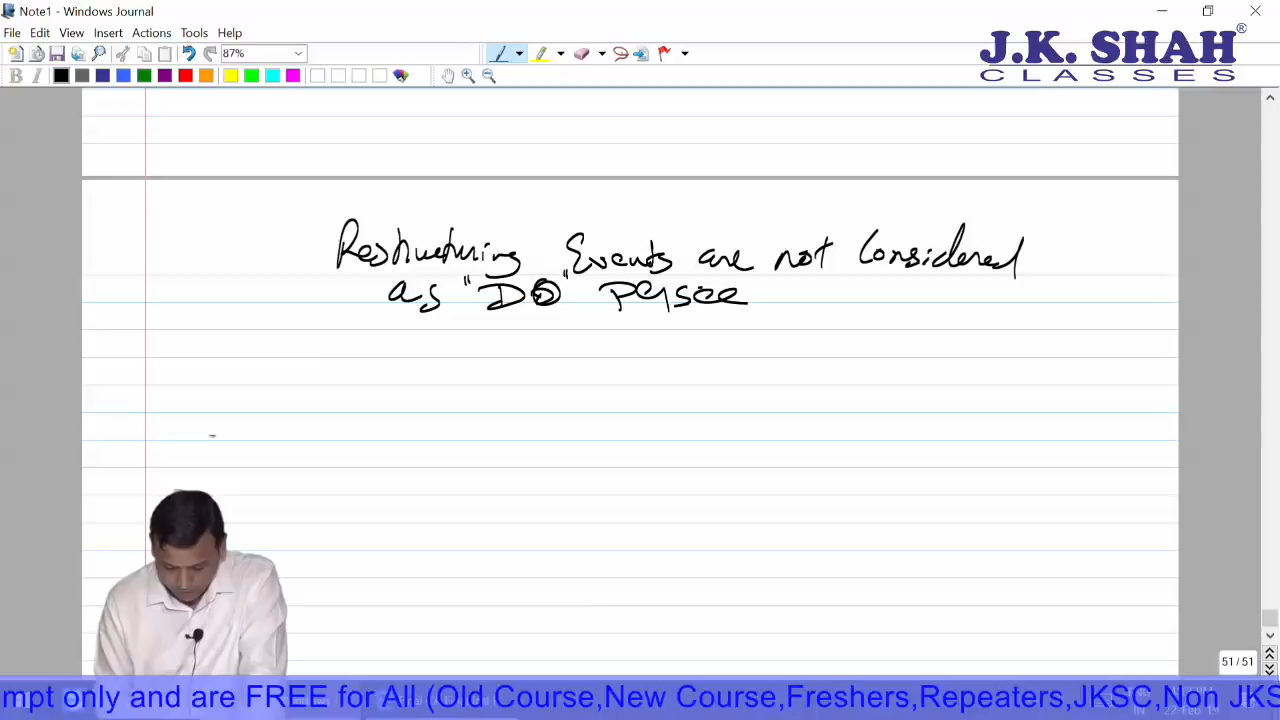 Note1 - Windows Journal
File Edit View Insert Actions Tools Help
87%
B I
J.K. SHAH®
CLASSES
Restructuring Events are not Considered
as "DO"
51 / 51
mpt only and are FREE for All (Old Course,New Course,Freshers,Repeaters,JKSC,Non JKS